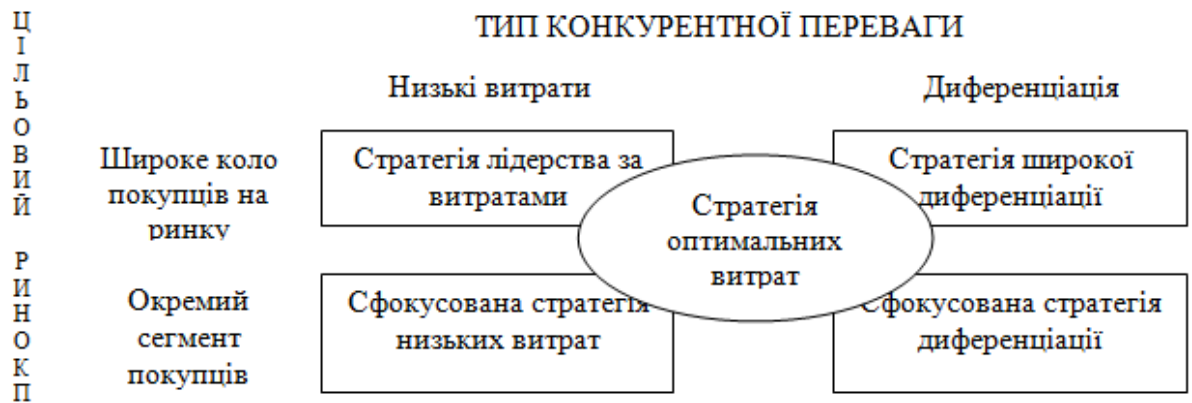 ЦІЛЬОВИЙ РИНОКП
ТИП КОНКУРЕНТНОЇ ПЕРЕВАГИ
Низькі витрати
Диференціація
Широке коло
покупців на
ринку
Стратегія лідерства за
витратами
Стратегія
оптимальних
витрат
Стратегія широкої
диференціації
Окремий
сегмент
покупців
Сфокусована стратегія
низьких витрат
Сфокусована стратегія
диференціації